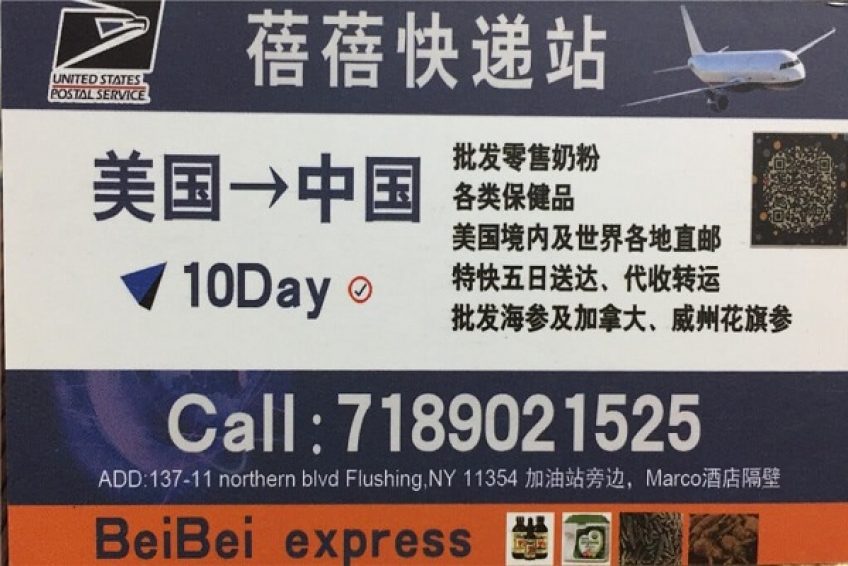 UNITED STATES
POSTAL SERVICE
蓓蓓快递站
美国→中国
10Day
批发零售奶粉
各类保健品
美国境内及世界各地直邮
特快五日送达、代收转运
批发海参及加拿大、威州花旗参
Call:7189021525
ADD:137-11 northern blvd Flushing,NY 11354 加油站旁边，Marco酒店隔壁
BeiBei express